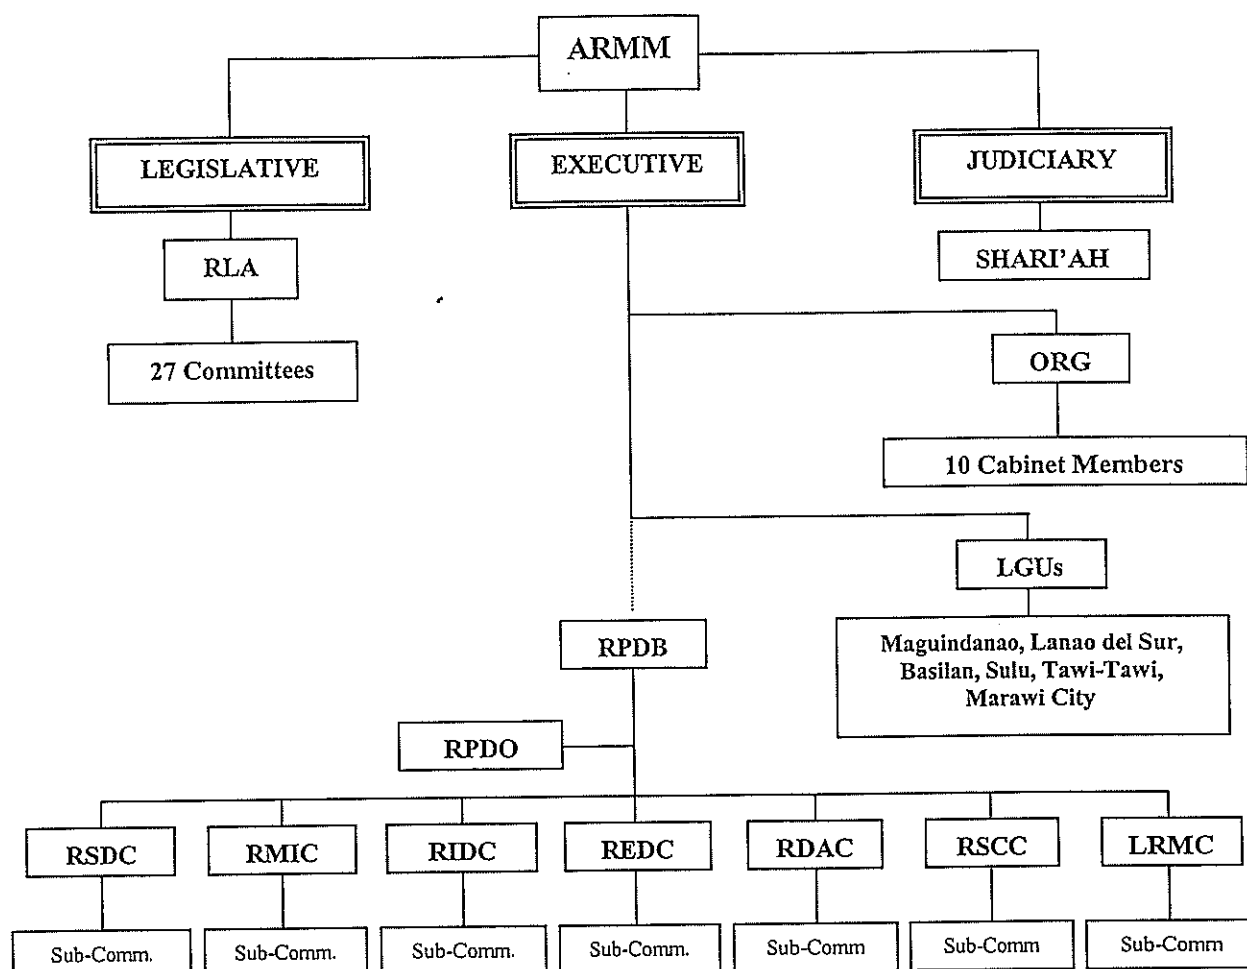 ARMM
LEGISLATIVE
EXECUTIVE
JUDICIARY
RLA
SHARI'AH
27 Committees
ORG
10 Cabinet Members
LGUs
Maguindanao, Lanao del Sur,
Basilan, Sulu, Tawi-Tawi,
Marawi City
RPDB
RPDO
RSDC
RMIC
RIDC
REDC
RDAC
RSCC
LRMC
Sub-Comm.
Sub-Comm.
Sub-Comm.
Sub-Comm.
Sub-Comm
Sub-Comm
Sub-Comm